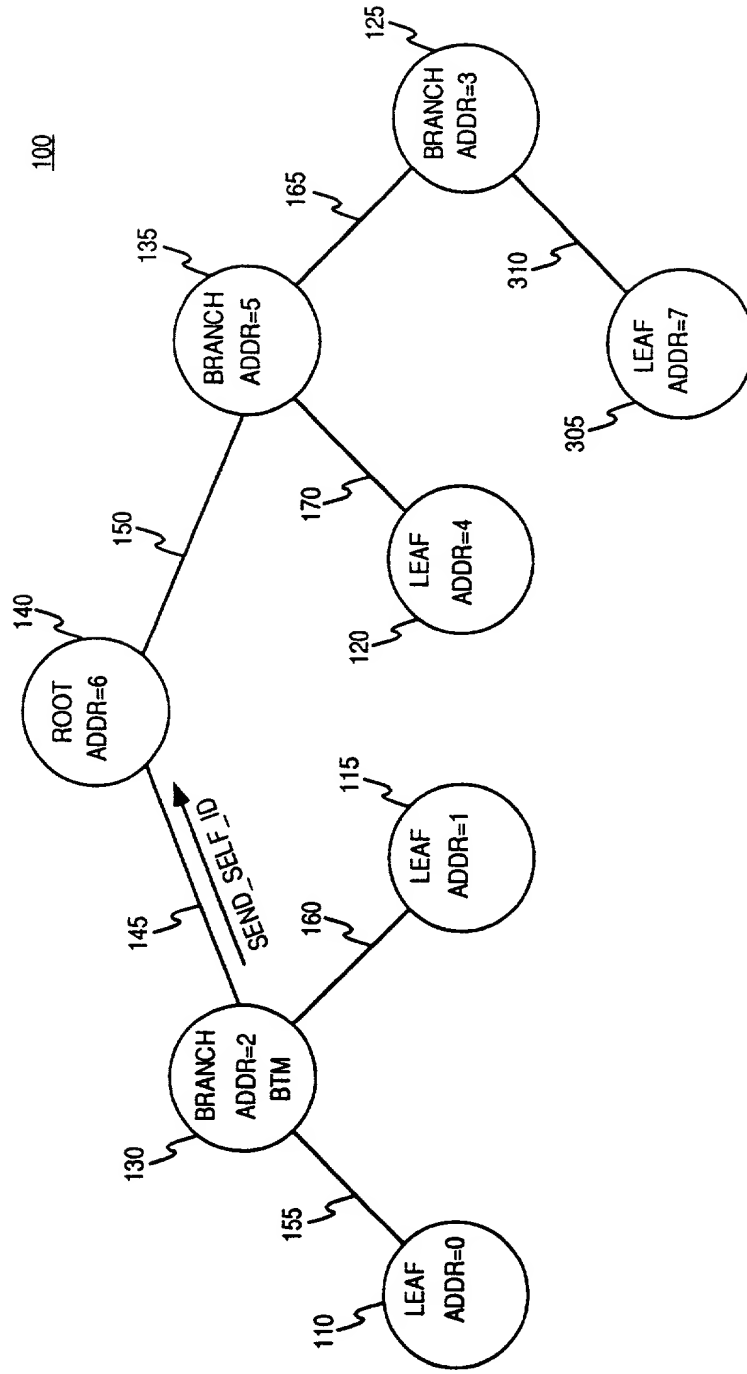 100
140
ROOT
ADDR=6
145
SEND_SELF_ID
150
135
BRANCH
ADDR=5
130
BRANCH
ADDR=2
BTM
165
125
BRANCH
ADDR=3
155
160
170
310
110
LEAF
ADDR=0
115
LEAF
ADDR=1
120
LEAF
ADDR=4
305
LEAF
ADDR=7